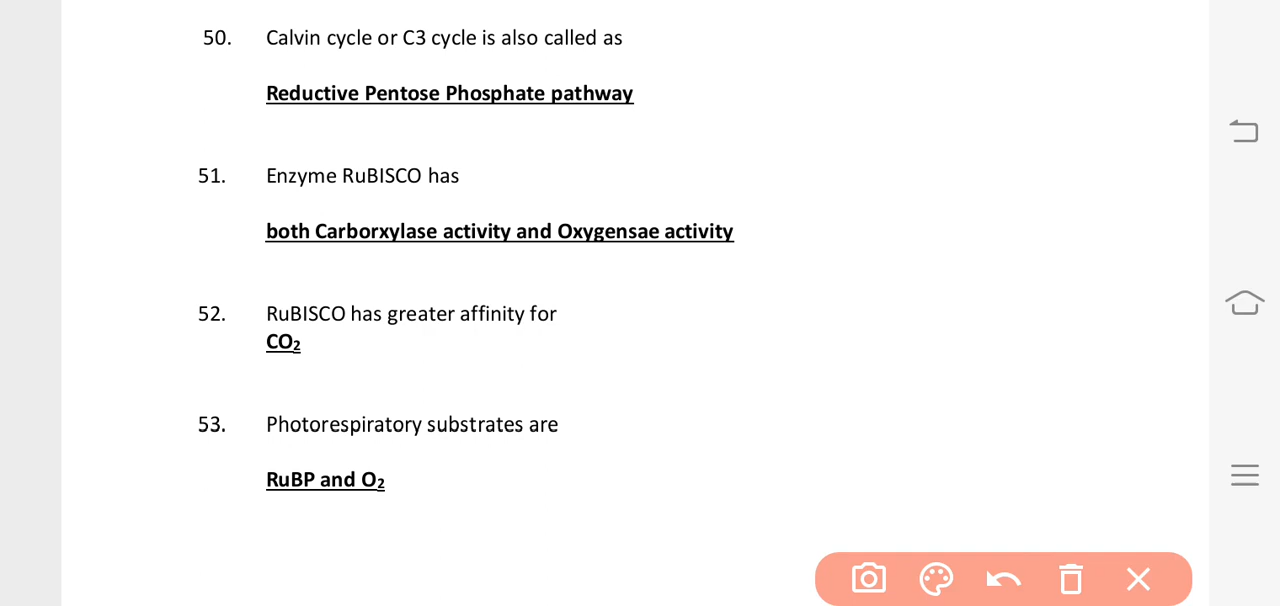 50. Calvin cycle or C3 cycle is also called as
Reductive Pentose Phosphate pathway
51. Enzyme RuBISCO has
both Carborxylase activity and Oxygensae activity
52. RuBISCO has greater affinity for
CO₂
53. Photorespiratory substrates are
RuBP and O₂